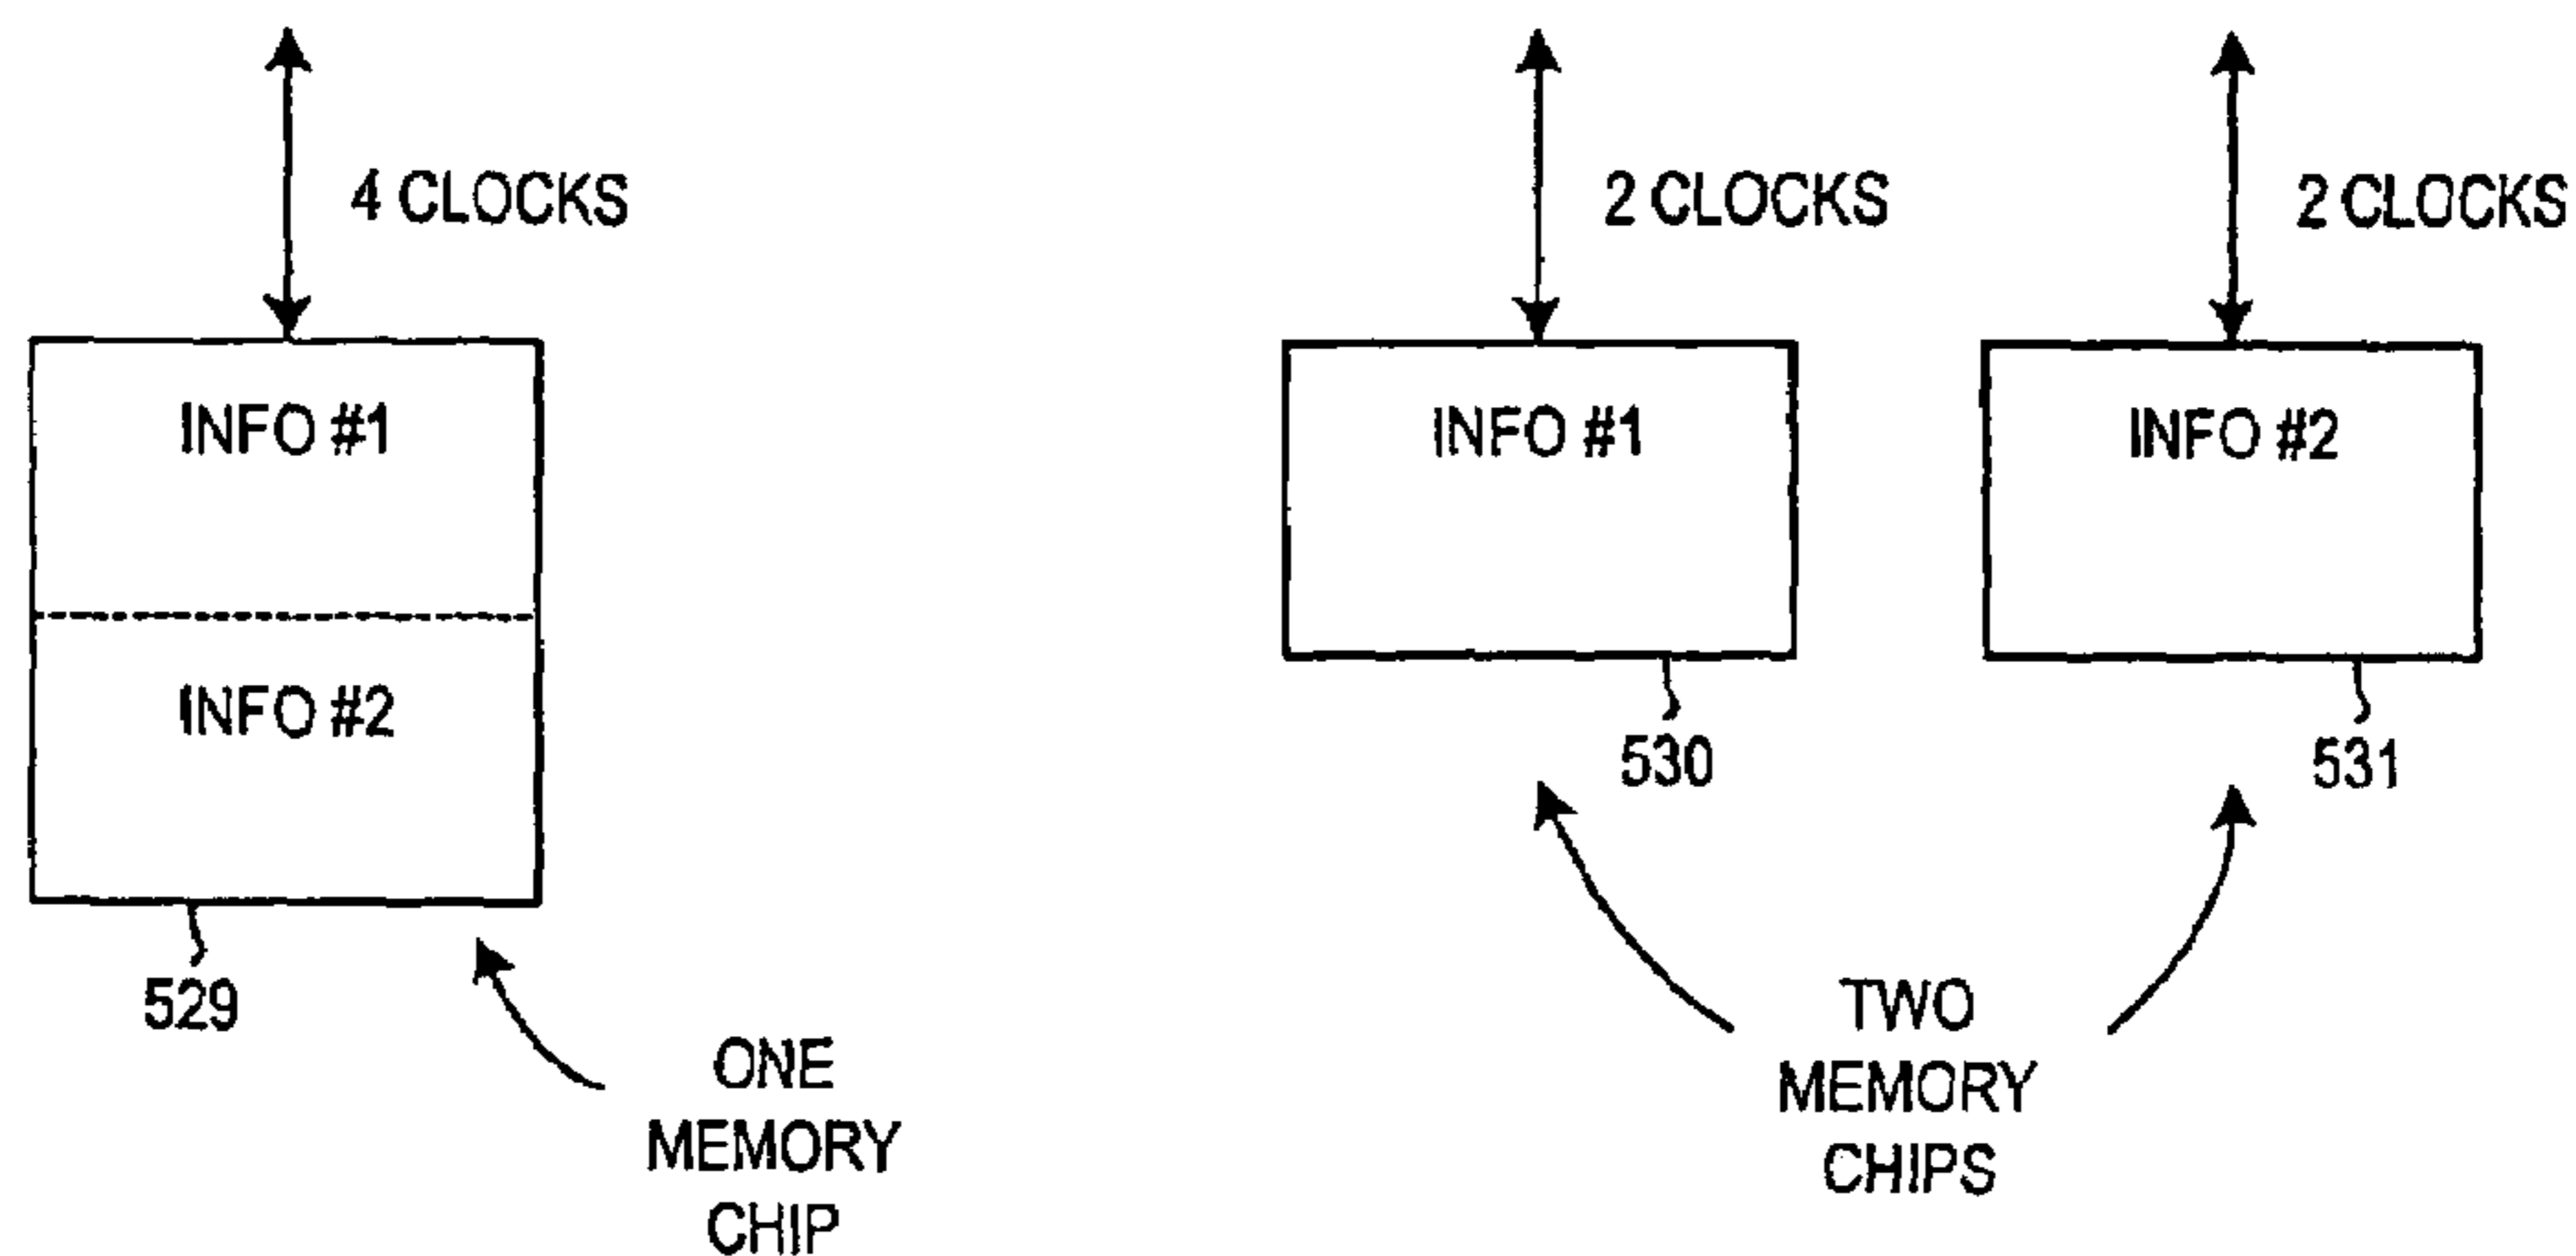 4 CLOCKS
INFO #1
INFO #2
529
ONE
MEMORY
CHIP
2 CLOCKS
2 CLOCKS
INFO #1
INFO #2
530
531
TWO
MEMORY
CHIPS